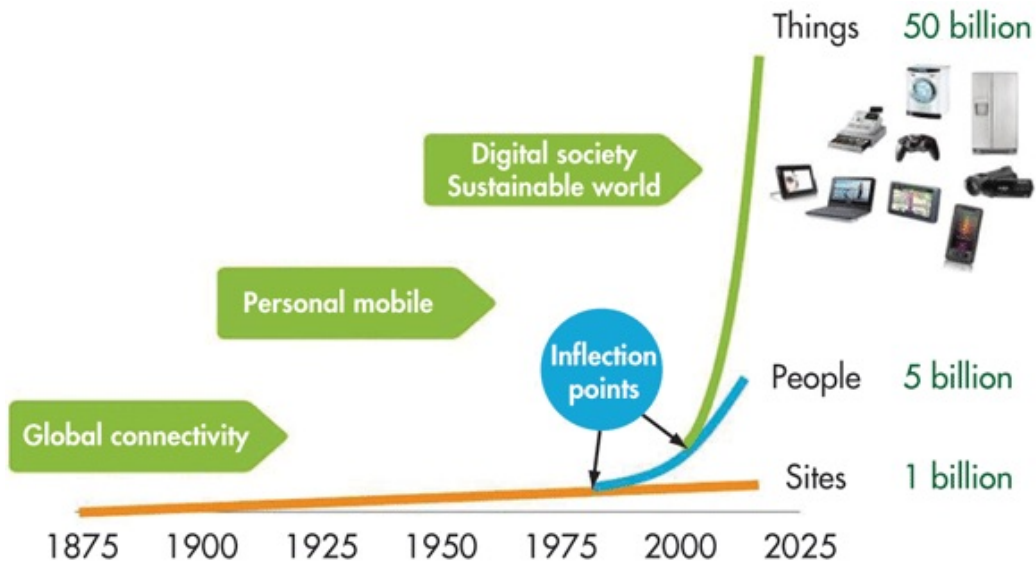 Things 50 billion
Digital society
Sustainable world
Personal mobile
Inflection
points
People 5 billion
Global connectivity
Sites 1 billion
1875 1900 1925 1950 1975 2000 2025